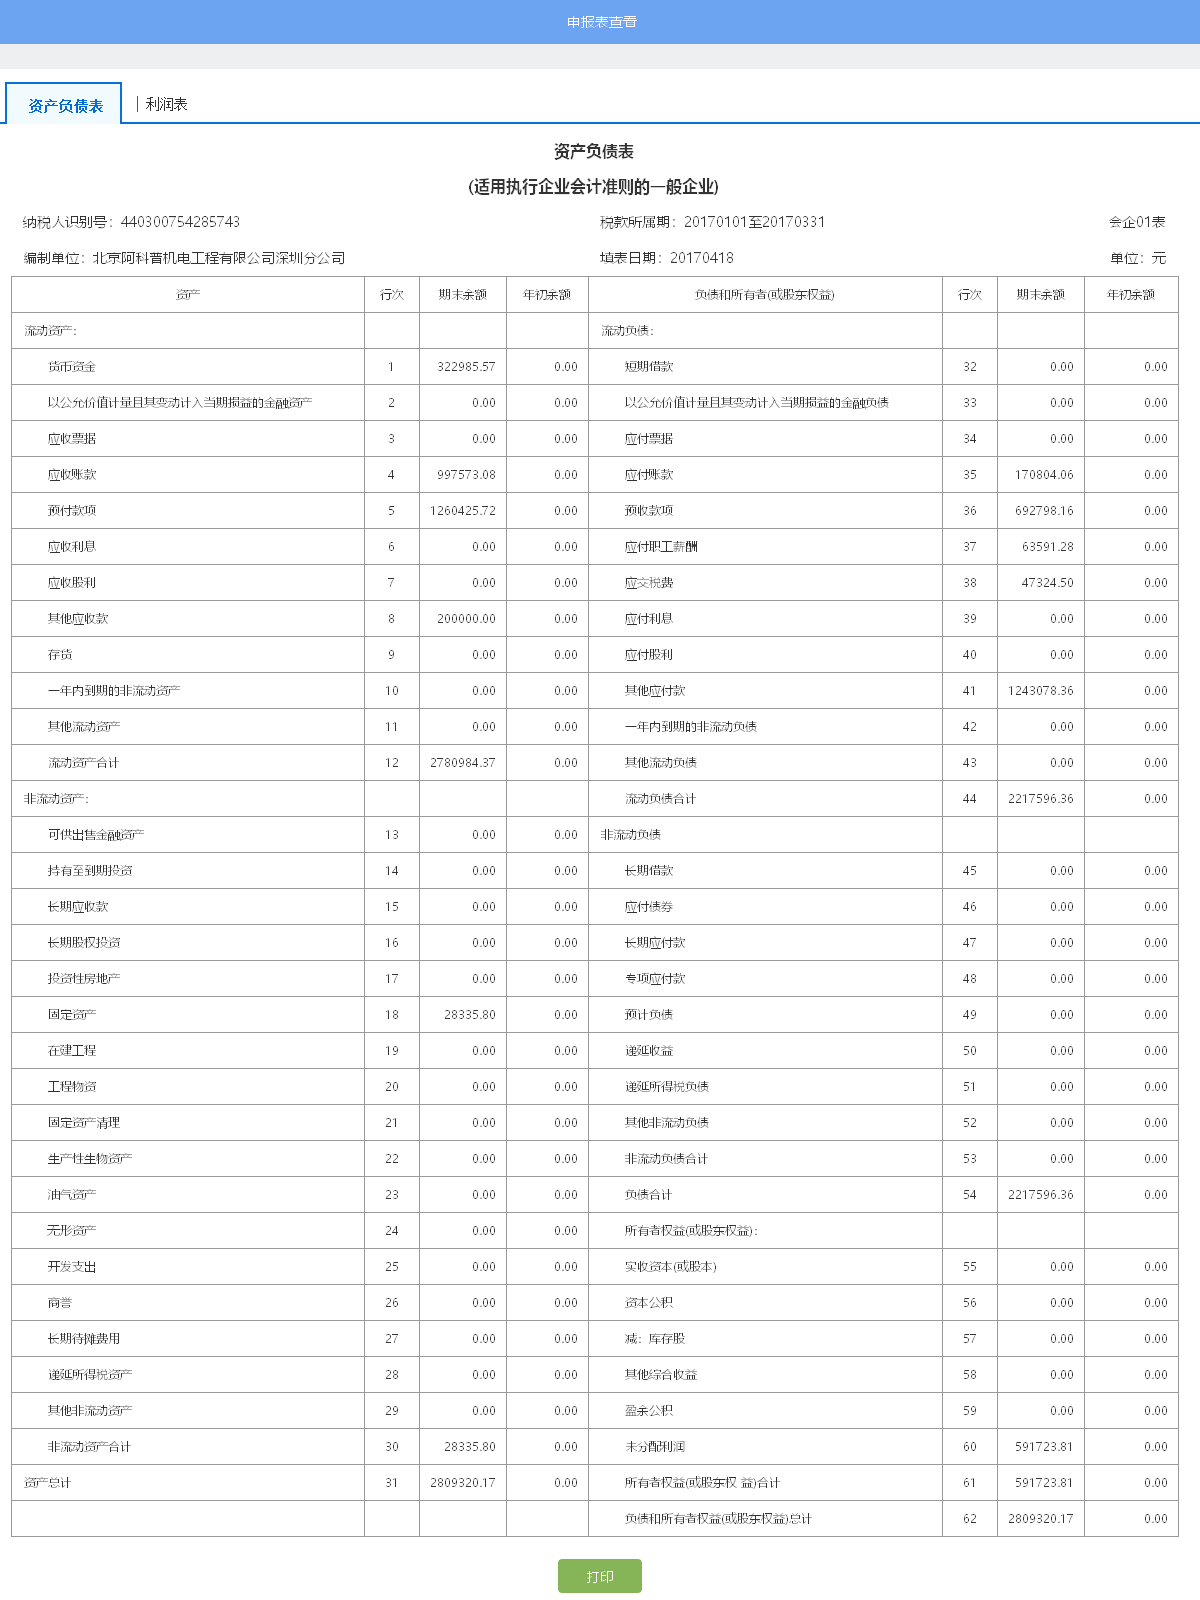 申报表查看
资产负债表 | 利润表
资产负债表
(适用执行企业会计准则的一般企业)
纳税人识别号：440300754285743 税款所属期：20170101至20170331 会企01表
编制单位：北京阿科普机电工程有限公司深圳分公司 填表日期：20170418 单位：元
资产 行次 期末余额 年初余额 负债和所有者(或股东权益) 行次 期末余额 年初余额
流动资产： 流动负债：
货币资金 1 322985.57 0.00 短期借款 32 0.00 0.00
以公允价值计量且其变动计入当期损益的金融资产 2 0.00 0.00 以公允价值计量且其变动计入当期损益的金融负债 33 0.00 0.00
应收票据 3 0.00 0.00 应付票据 34 0.00 0.00
应收账款 4 997573.08 0.00 应付账款 35 170804.06 0.00
预付款项 5 1260425.72 0.00 预收款项 36 692798.16 0.00
应收利息 6 0.00 0.00 应付职工薪酬 37 63591.28 0.00
应收股利 7 0.00 0.00 应交税费 38 47324.50 0.00
其他应收款 8 200000.00 0.00 应付利息 39 0.00 0.00
存货 9 0.00 0.00 应付股利 40 0.00 0.00
一年内到期的非流动资产 10 0.00 0.00 其他应付款 41 1243078.36 0.00
其他流动资产 11 0.00 0.00 一年内到期的非流动负债 42 0.00 0.00
流动资产合计 12 2780984.37 0.00 其他流动负债 43 0.00 0.00
非流动资产： 流动负债合计 44 2217596.36 0.00
可供出售金融资产 13 0.00 0.00 非流动负债
持有至到期投资 14 0.00 0.00 长期借款 45 0.00 0.00
长期应收款 15 0.00 0.00 应付债券 46 0.00 0.00
长期股权投资 16 0.00 0.00 长期应付款 47 0.00 0.00
投资性房地产 17 0.00 0.00 专项应付款 48 0.00 0.00
固定资产 18 28335.80 0.00 预计负债 49 0.00 0.00
在建工程 19 0.00 0.00 递延收益 50 0.00 0.00
工程物资 20 0.00 0.00 递延所得税负债 51 0.00 0.00
固定资产清理 21 0.00 0.00 其他非流动负债 52 0.00 0.00
生产性生物资产 22 0.00 0.00 非流动负债合计 53 0.00 0.00
油气资产 23 0.00 0.00 负债合计 54 2217596.36 0.00
无形资产 24 0.00 0.00 所有者权益(或股东权益)：
开发支出 25 0.00 0.00 实收资本(或股本) 55 0.00 0.00
商誉 26 0.00 0.00 资本公积 56 0.00 0.00
长期待摊费用 27 0.00 0.00 减：库存股 57 0.00 0.00
递延所得税资产 28 0.00 0.00 其他综合收益 58 0.00 0.00
其他非流动资产 29 0.00 0.00 盈余公积 59 0.00 0.00
非流动资产合计 30 28335.80 0.00 未分配利润 60 591723.81 0.00
资产总计 31 2809320.17 0.00 所有者权益(或股东权 益)合计 61 591723.81 0.00
负债和所有者权益(或股东权益)总计 62 2809320.17 0.00
打印